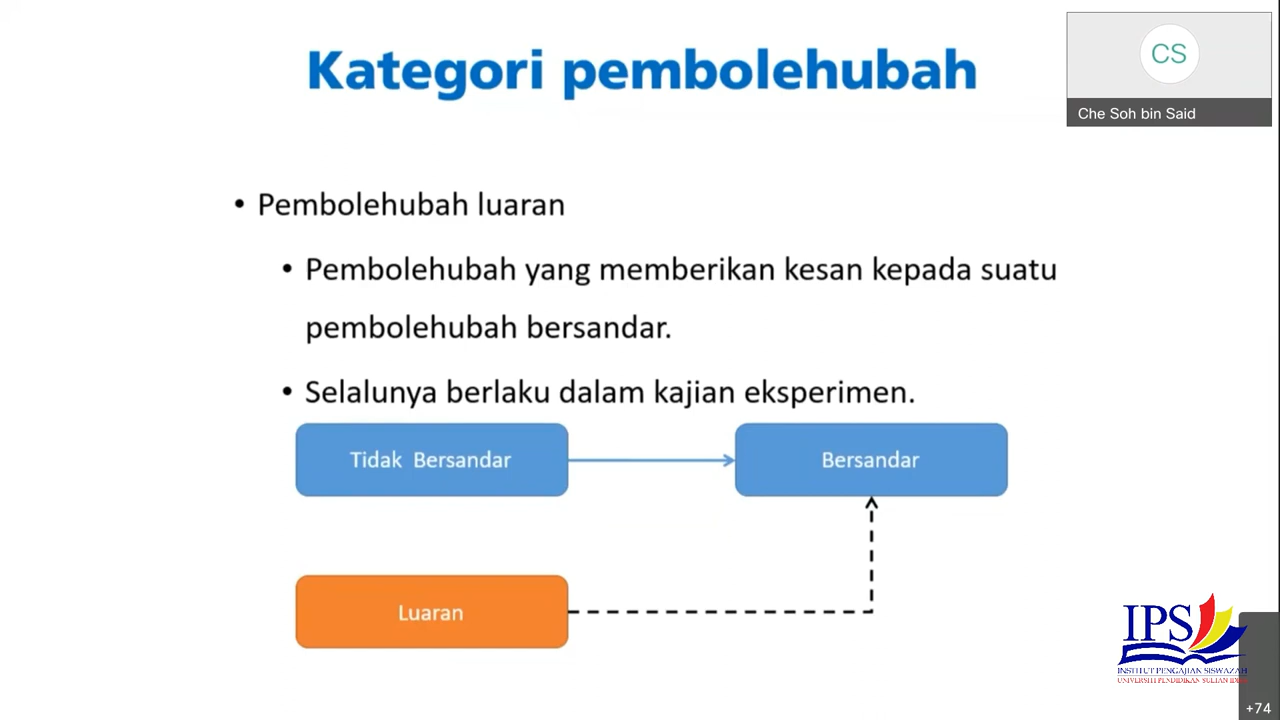 Kategori pembolehubah
CS
Che Soh bin Said
• Pembolehubah luaran
• Pembolehubah yang memberikan kesan kepada suatu
pembolehubah bersandar.
• Selalunya berlaku dalam kajian eksperimen.
Tidak Bersandar
Bersandar
Luaran
IPS
INSTITUT PENGAJIAN SISWAZAH
UNIVERSITI PENDIDIKAN SULTAN IDRIS
+74